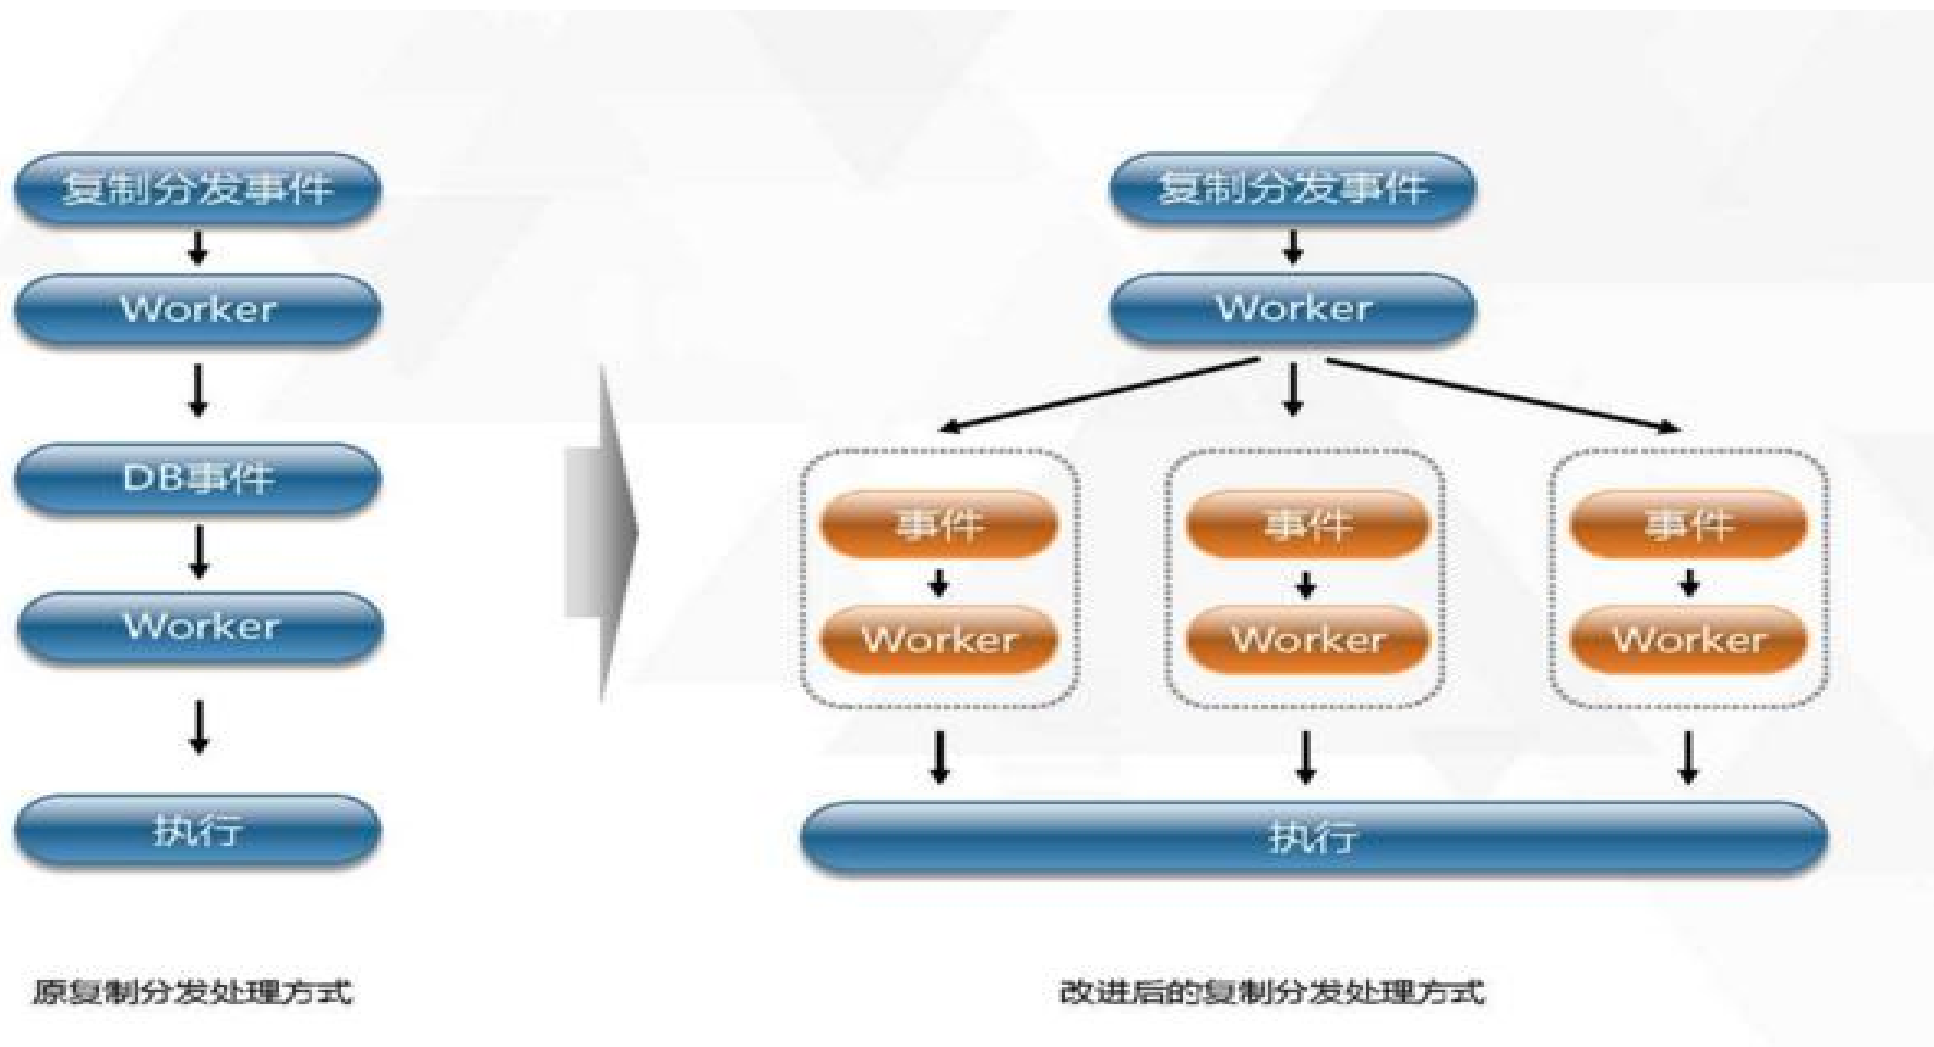 复制分发事件
Worker
DB事件
Worker
执行
原复制分发处理方式
复制分发事件
Worker
事件
Worker
事件
Worker
事件
Worker
执行
改进后的复制分发处理方式